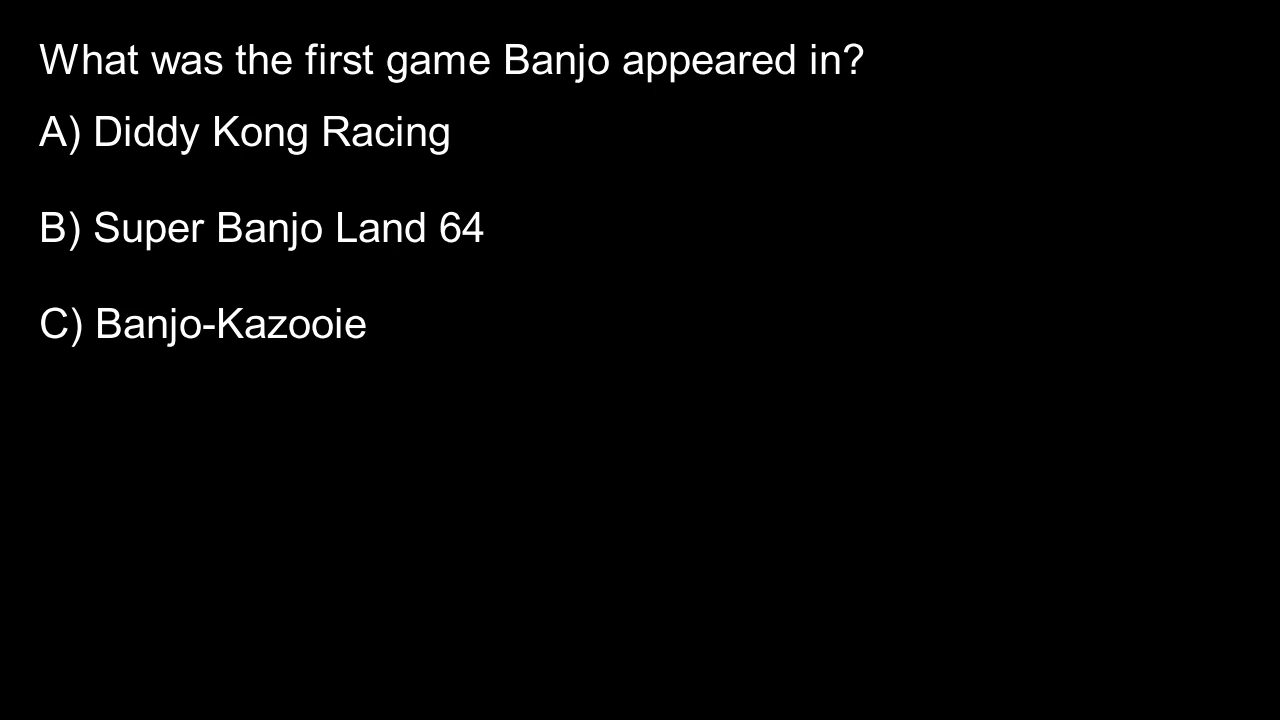 What was the first game Banjo appeared in?
A) Diddy Kong Racing
B) Super Banjo Land 64
C) Banjo-Kazooie